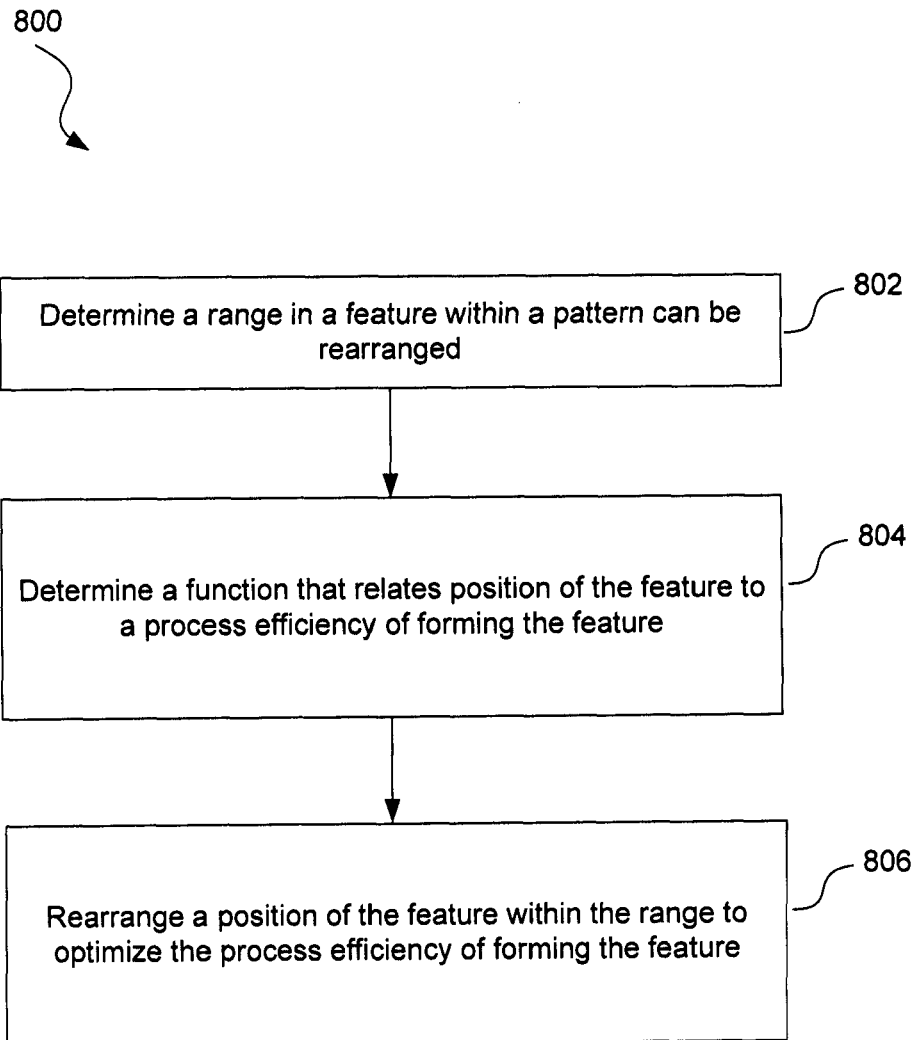 800
802
Determine a range in a feature within a pattern can be
rearranged
804
Determine a function that relates position of the feature to
a process efficiency of forming the feature
806
Rearrange a position of the feature within the range to
optimize the process efficiency of forming the feature